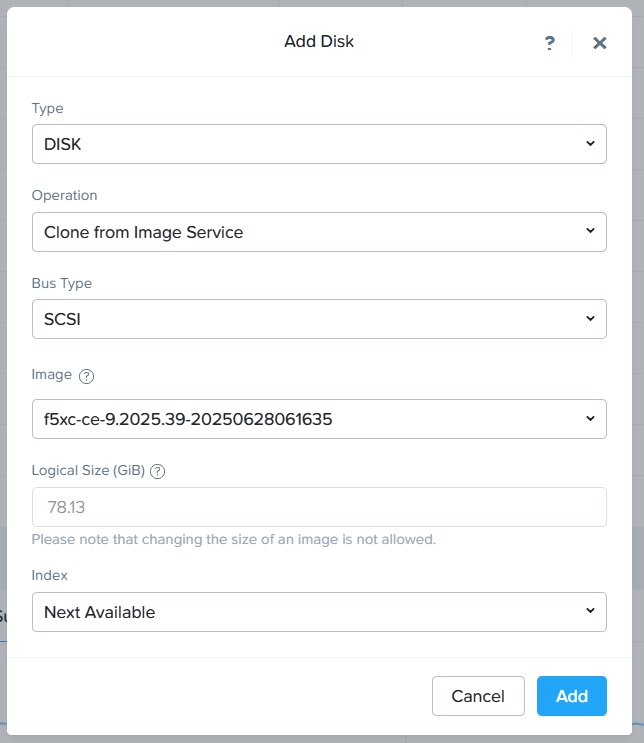 Add Disk
?
Type
DISK
Operation
Clone from Image Service
Bus Type
SCSI
Image ?
f5xc-ce-9.2025.39-20250628061635
Logical Size (GiB) ?
78.13
Please note that changing the size of an image is not allowed.
Index
Next Available
Su
Cancel
Add